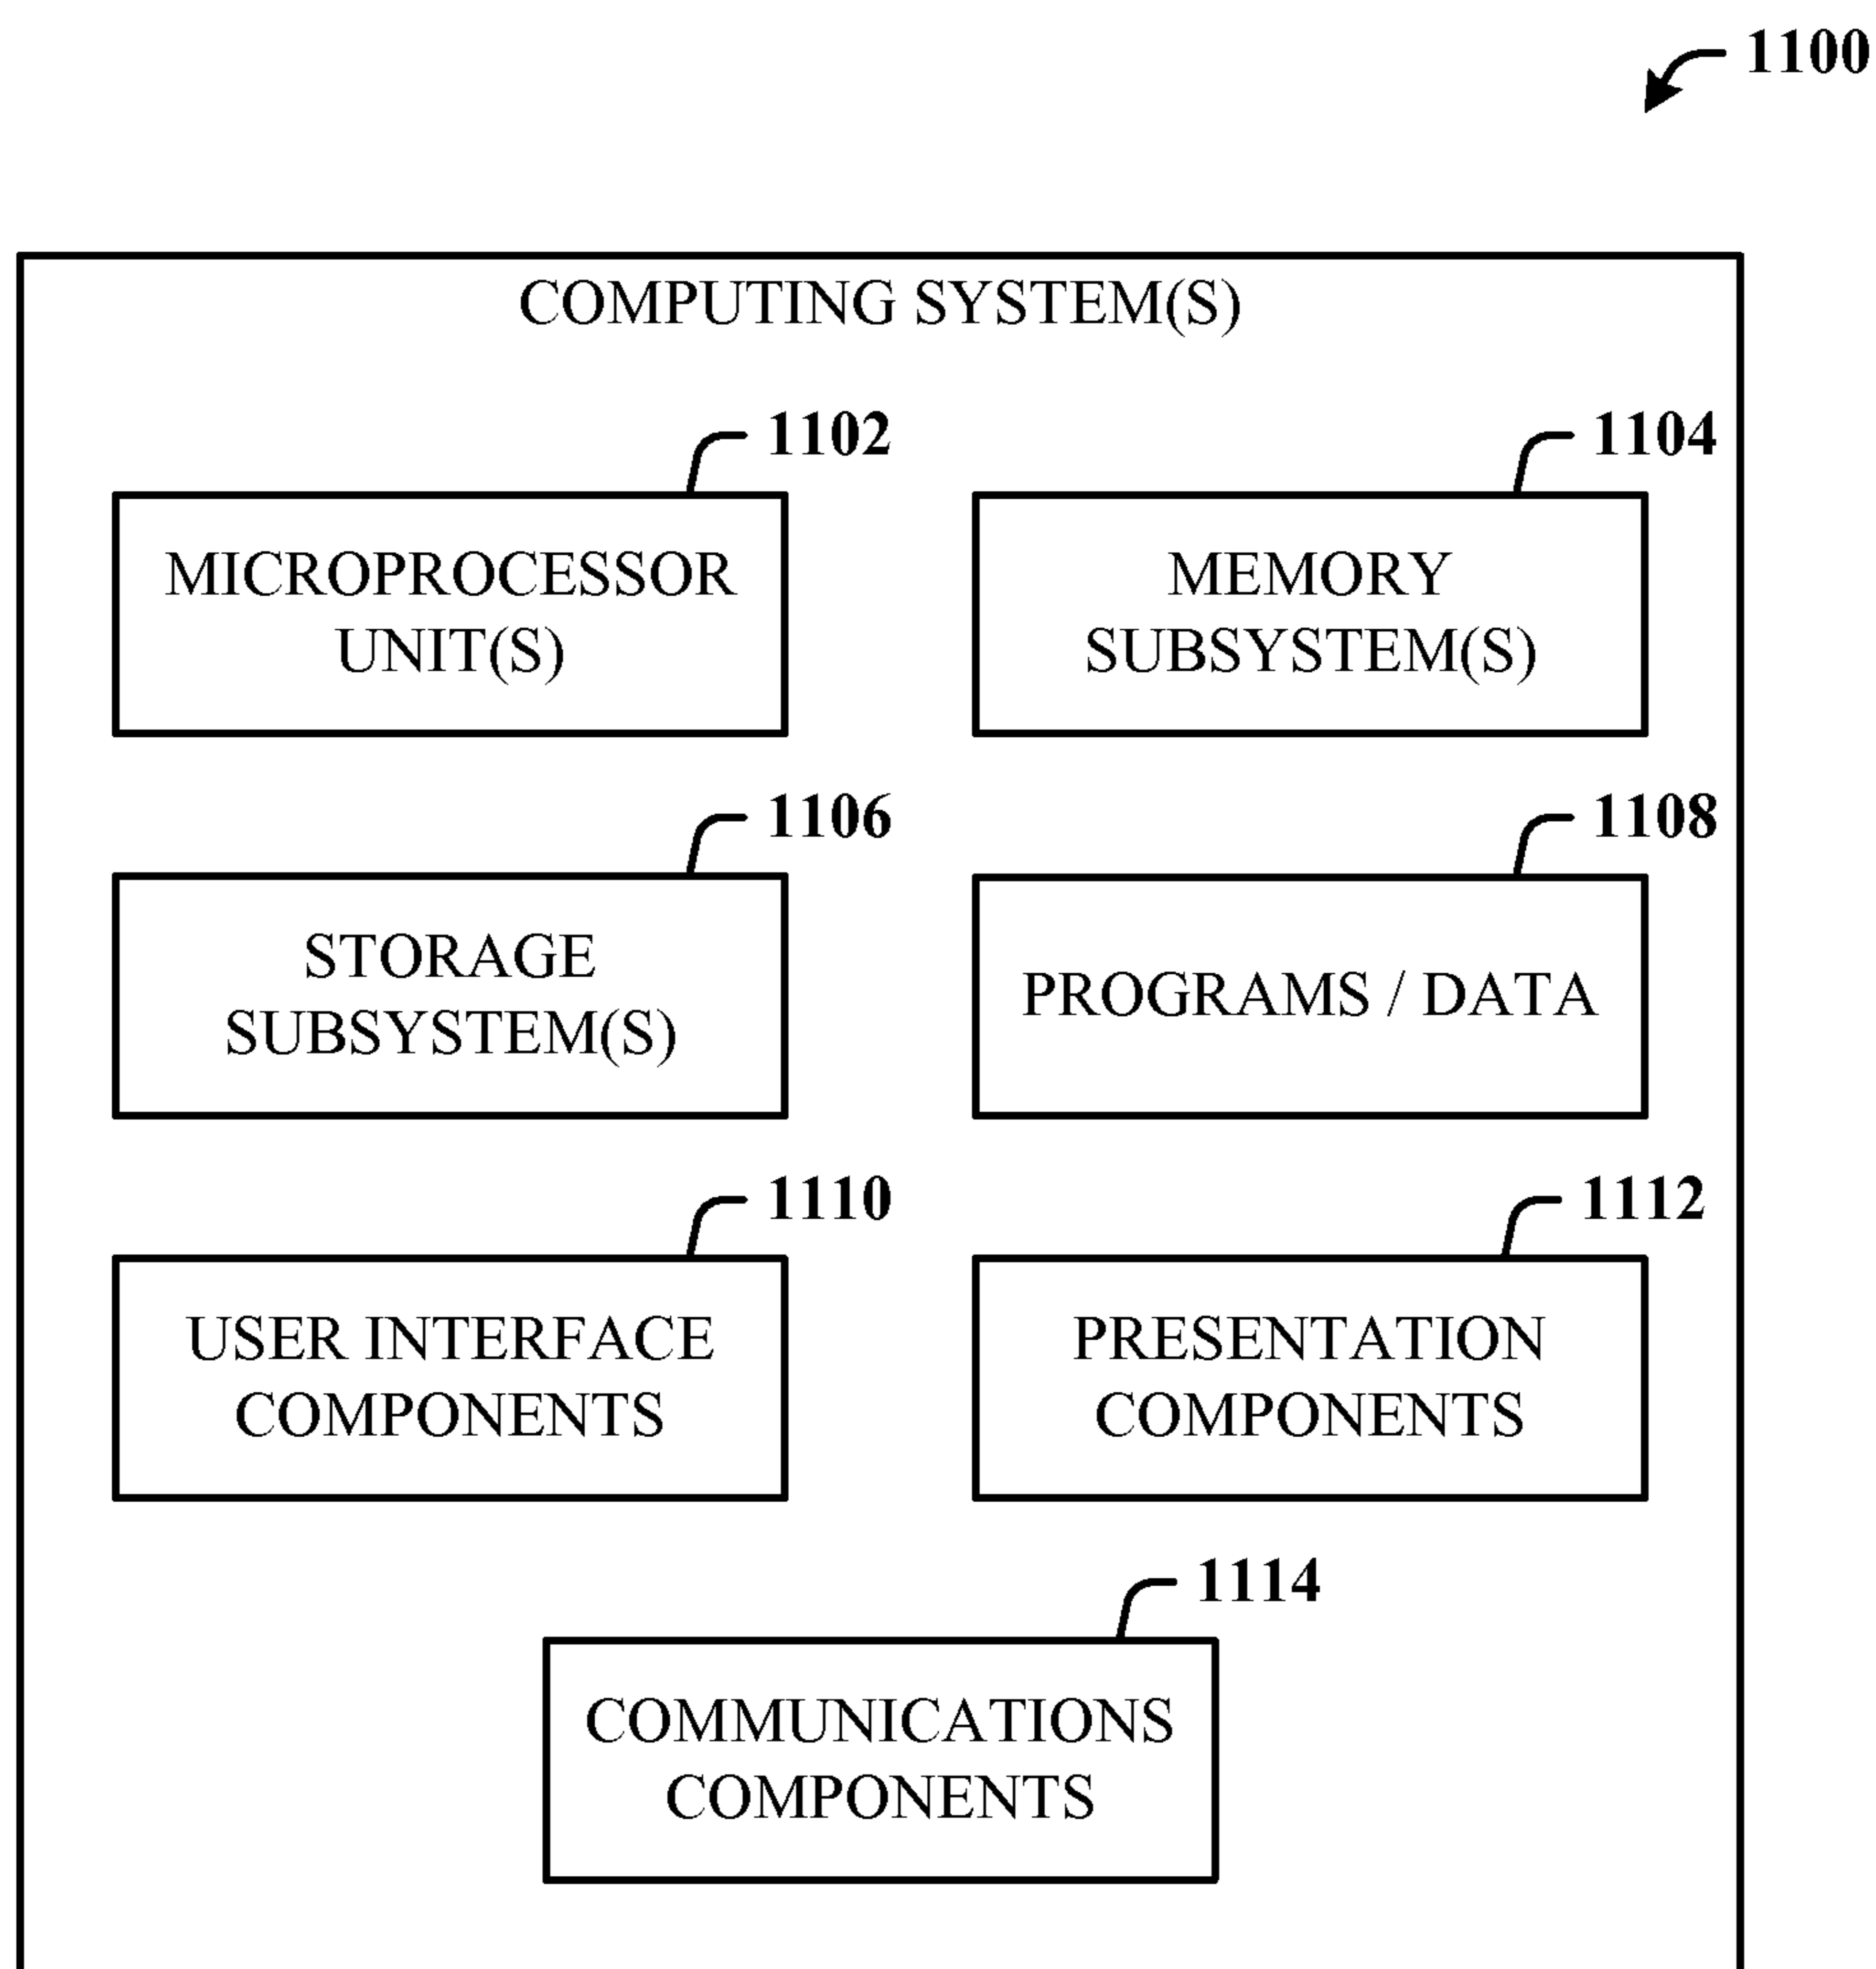 1100
COMPUTING SYSTEM(S)
1102
MICROPROCESSOR
UNIT(S)
1104
MEMORY
SUBSYSTEM(S)
1106
STORAGE
SUBSYSTEM(S)
1108
PROGRAMS / DATA
1110
USER INTERFACE
COMPONENTS
1112
PRESENTATION
COMPONENTS
1114
COMMUNICATIONS
COMPONENTS